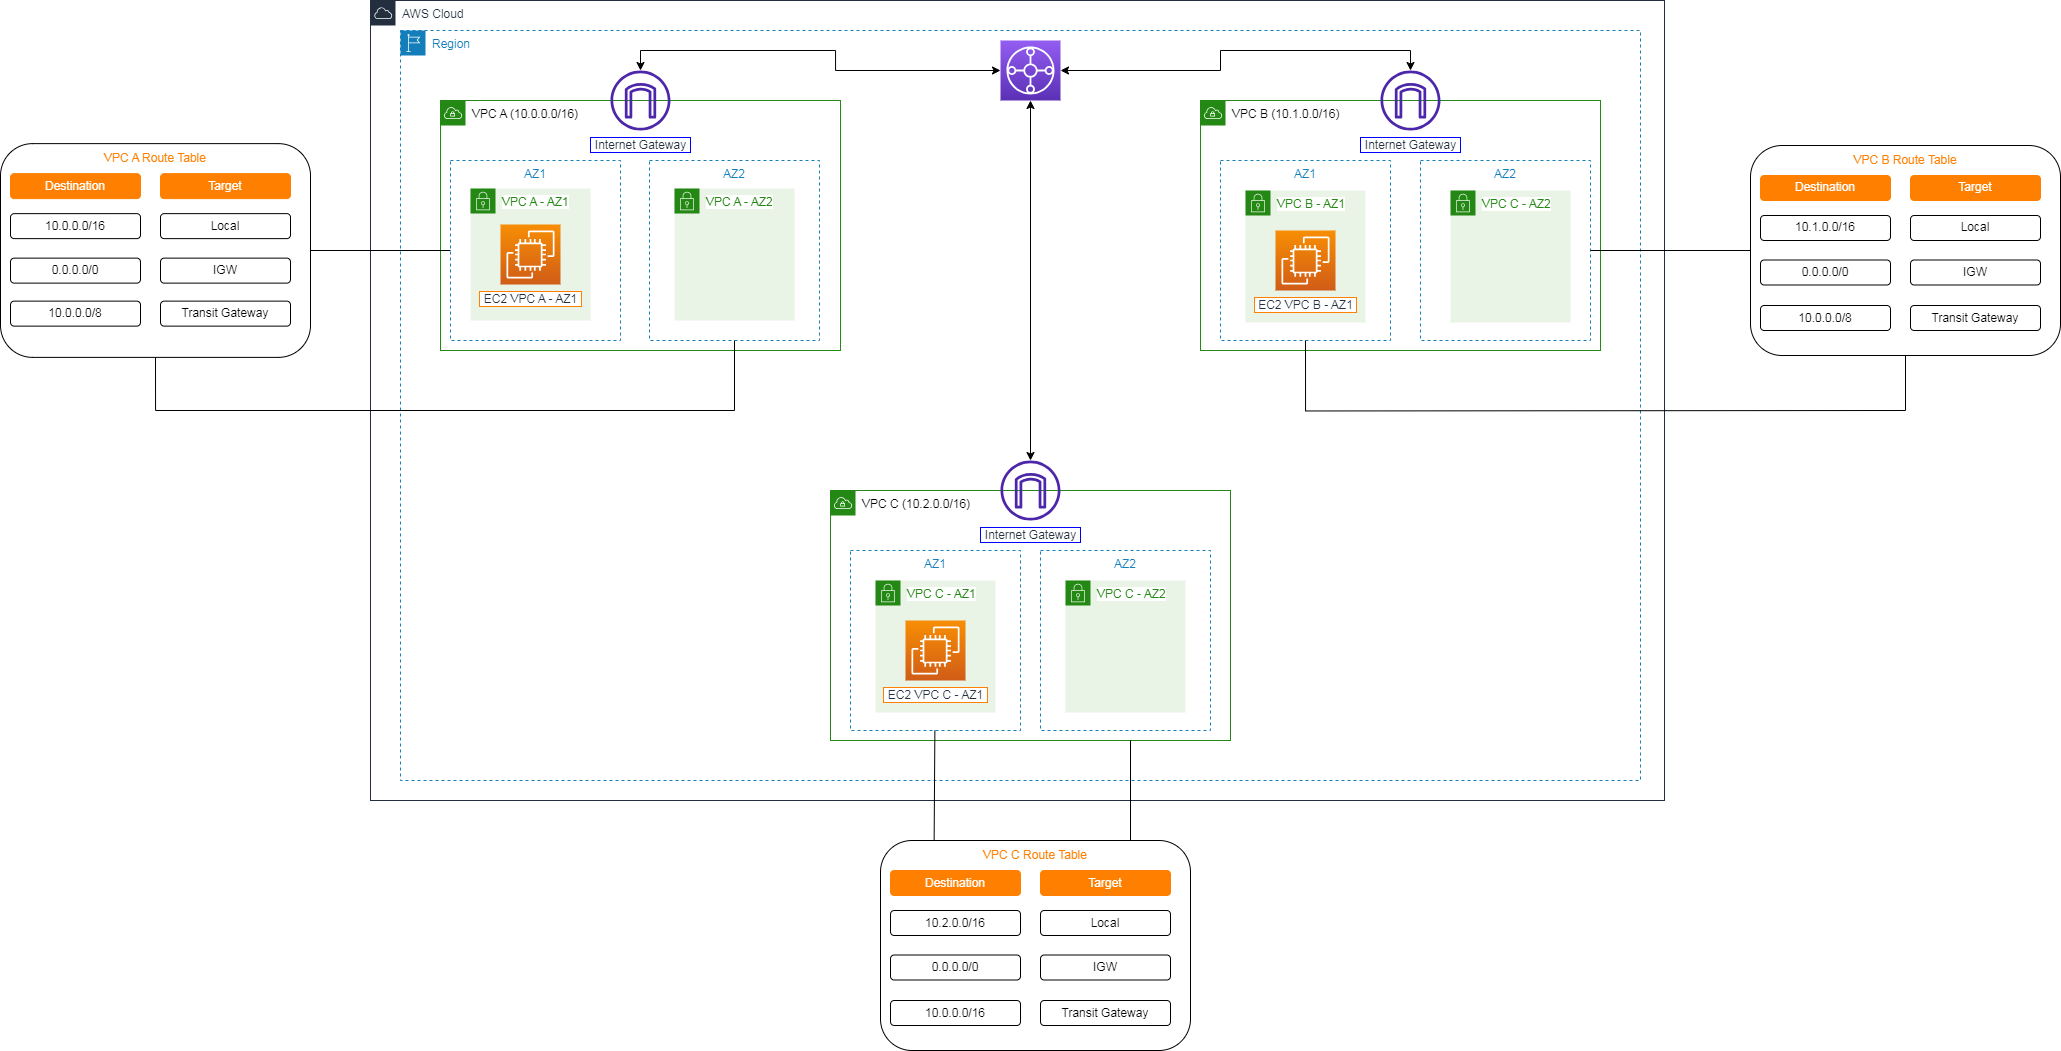 AWS Cloud
Region
VPC A (10.0.0.0/16)
Internet Gateway
AZ1
VPC A - AZ1
EC2 VPC A - AZ1
AZ2
VPC A - AZ2
VPC B (10.1.0.0/16)
Internet Gateway
AZ1
VPC B - AZ1
EC2 VPC B - AZ1
AZ2
VPC C - AZ2
VPC A Route Table
Destination Target
10.0.0.0/16 Local
0.0.0.0/0 IGW
10.0.0.0/8 Transit Gateway
VPC B Route Table
Destination Target
10.1.0.0/16 Local
0.0.0.0/0 IGW
10.0.0.0/8 Transit Gateway
VPC C (10.2.0.0/16)
Internet Gateway
AZ1
VPC C - AZ1
EC2 VPC C - AZ1
AZ2
VPC C - AZ2
VPC C Route Table
Destination Target
10.2.0.0/16 Local
0.0.0.0/0 IGW
10.0.0.0/16 Transit Gateway